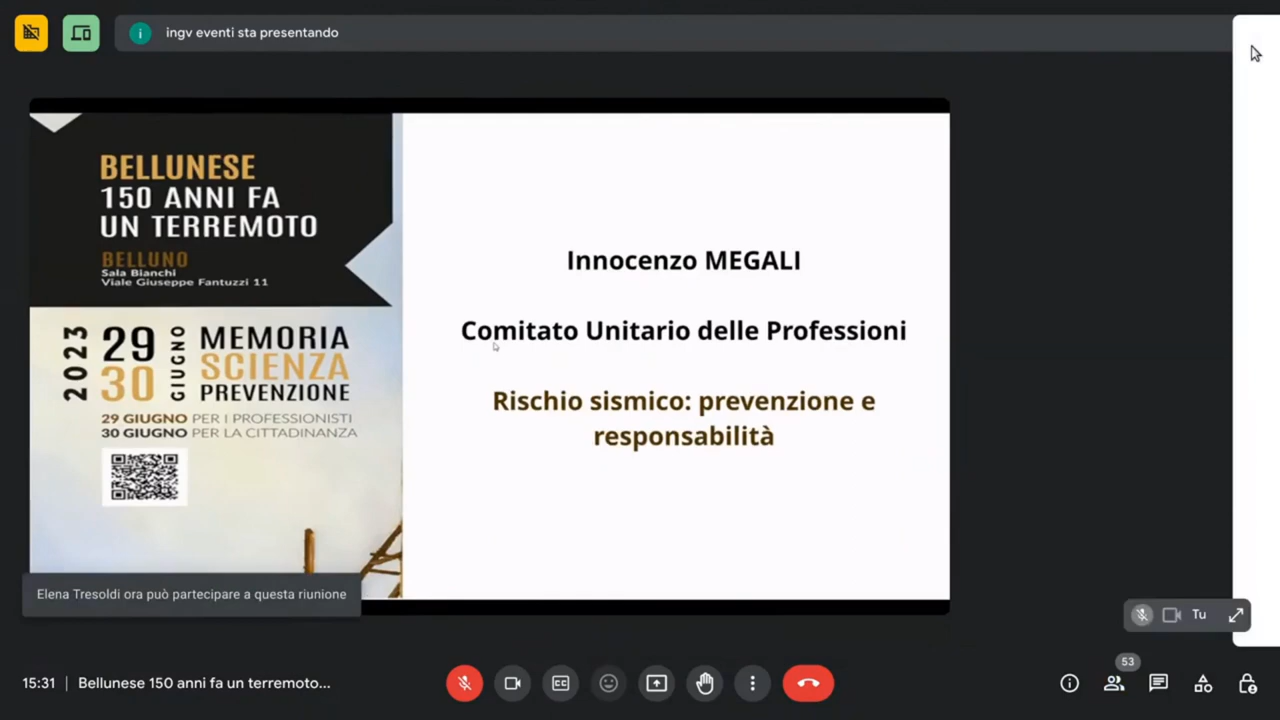 ingv eventi sta presentando
BELLUNESE
150 ANNI FA
UN TERREMOTO
BELLUNO
Sala Bianchi
Viale Giuseppe Fantuzzi 11
2023
29
30
GIUGNO
MEMORIA
SCIENZA
PREVENZIONE
29 GIUGNO PER I PROFESSIONISTI
30 GIUGNO PER LA CITTADINANZA
Innocenzo MEGALI
Comitato Unitario delle Professioni
Rischio sismico: prevenzione e
responsabilità
Elena Tresoldi ora può partecipare a questa riunione
Tu
15:31 | Bellunese 150 anni fa un terremoto...
53